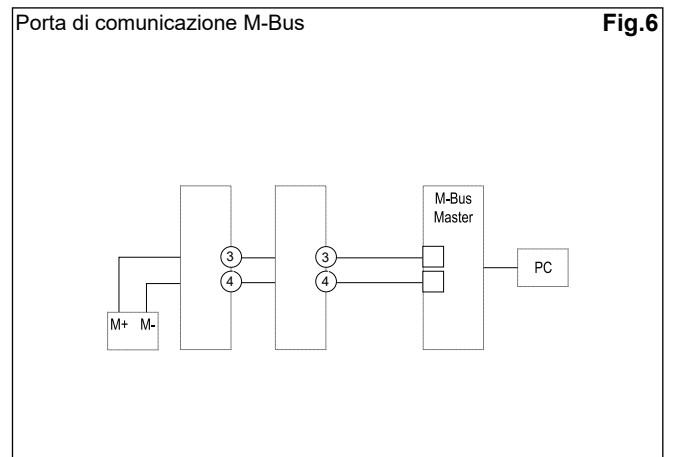 Porta di comunicazione M-Bus
Fig.6
M-Bus
Master
3
3
PC
4
4
M+ M-